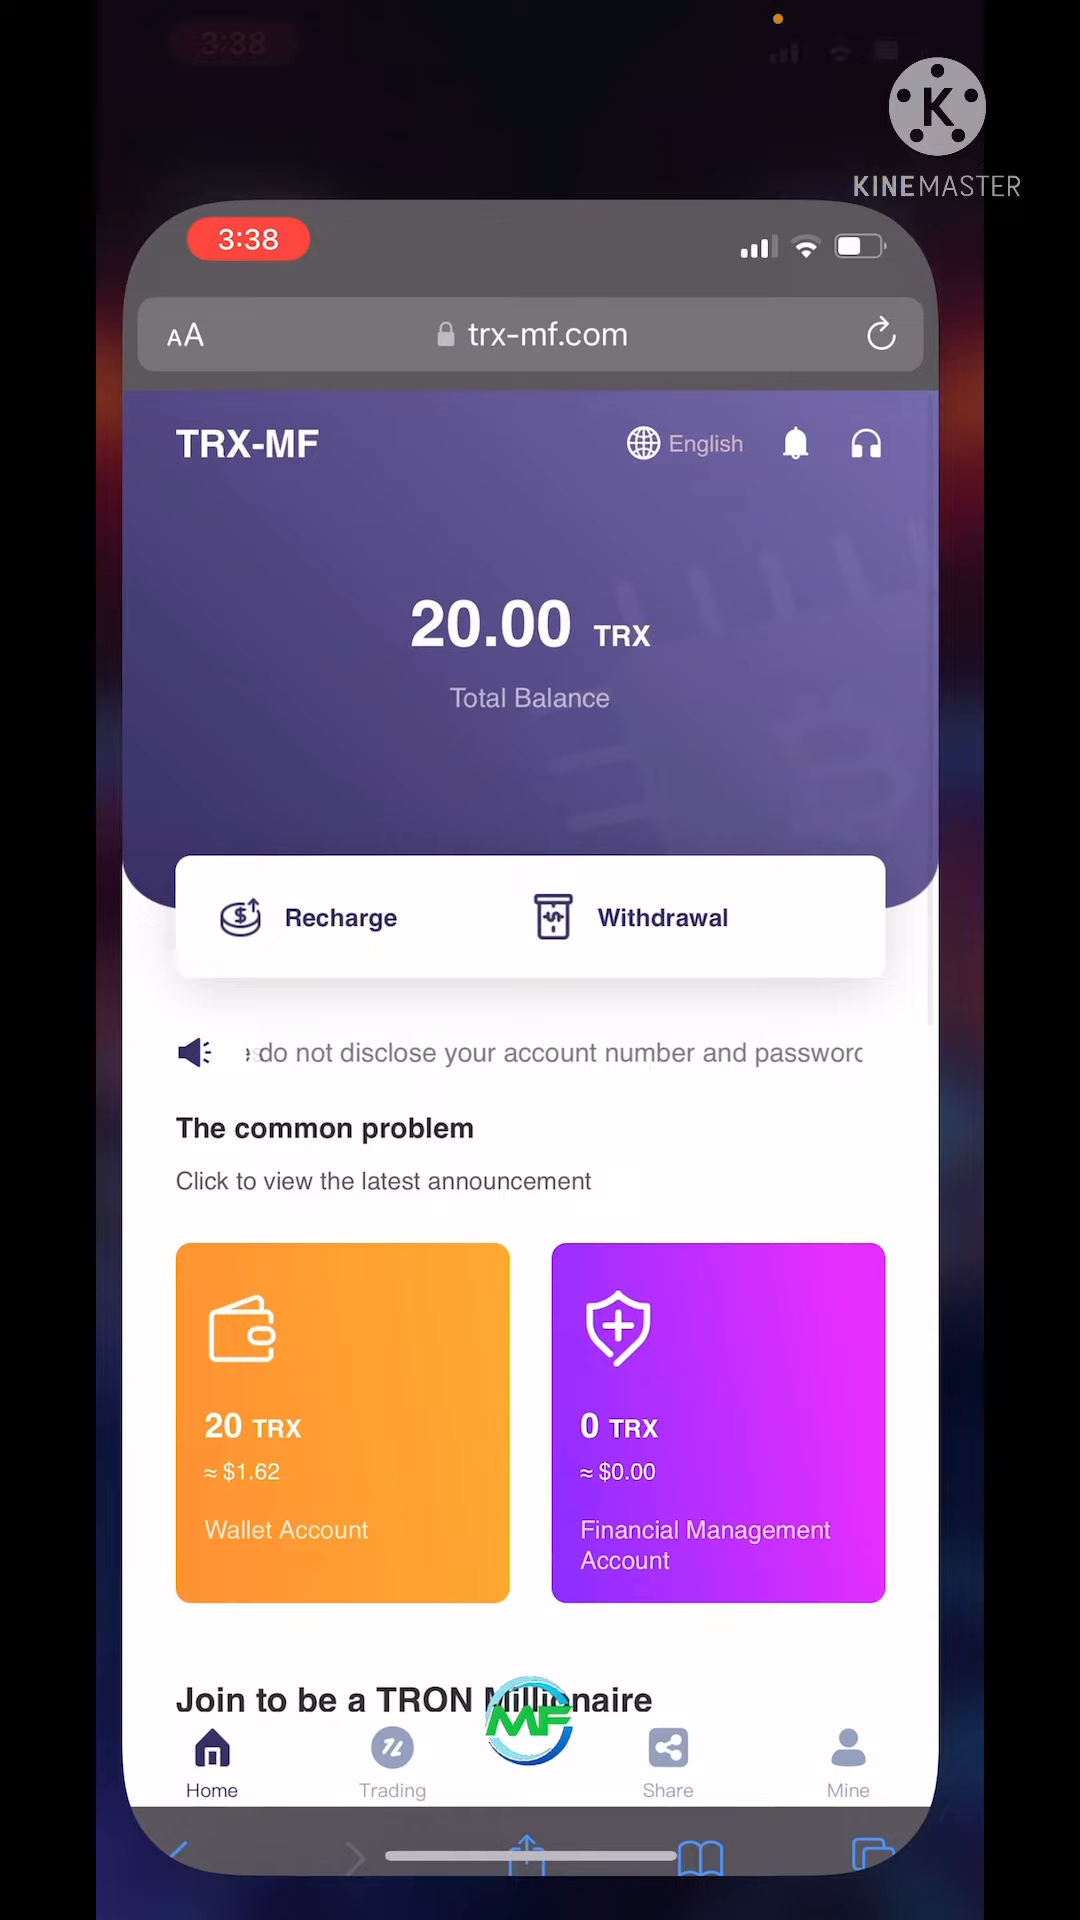 3:38
K
KINEMASTER
3:38
AA
trx-mf.com
TRX-MF
English
20.00 TRX
Total Balance
Recharge
Withdrawal
do not disclose your account number and password
The common problem
Click to view the latest announcement
20 TRX
≈ $1.62
Wallet Account
0 TRX
≈ $0.00
Financial Management
Account
Join to be a TRON Millionaire
MF
Home
Trading
Share
Mine